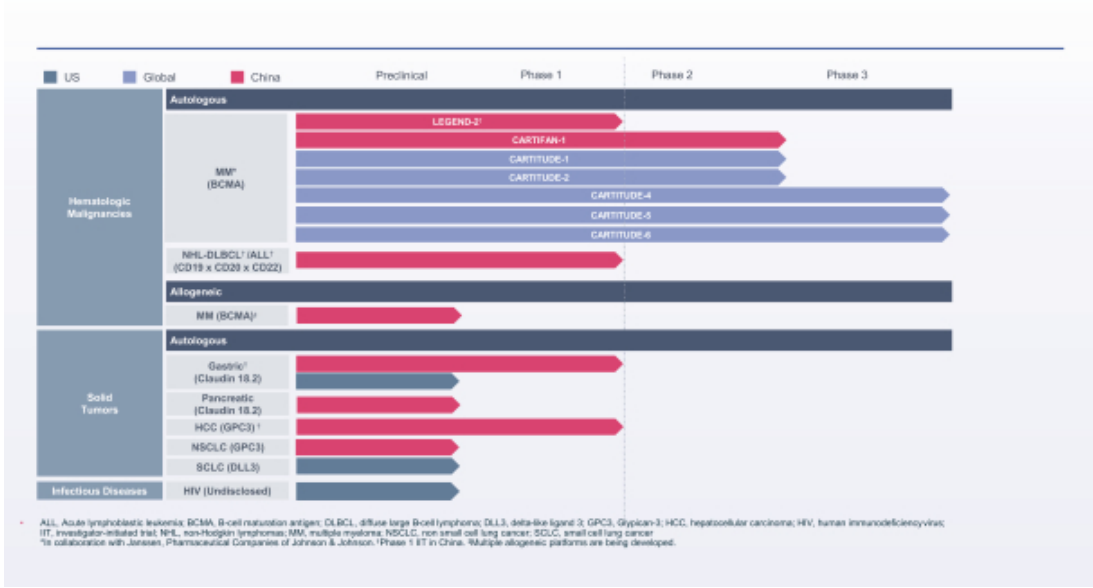 US Global China Preclinical Phase 1 Phase 2 Phase 3
Autologous
LEGEND-2†
CARTIFAN-1
CARTITUDE-1
CARTITUDE-2
CARTITUDE-4
CARTITUDE-5
CARTITUDE-6
Hematologic
Malignancies
MM*
(BCMA)
NHL-DLBCL† /ALL†
(CD19 x CD20 x CD22)
Allogeneic
MM (BCMA)
Autologous
Solid
Tumors
Gastric†
(Claudin 18.2)
Pancreatic
(Claudin 18.2)
HCC (GPC3) †
NSCLC (GPC3)
SCLC (DLL3)
Infectious Diseases
HIV (Undisclosed)
ALL, Acute lymphoblastic leukemia; BCMA, B-cell maturation antigen; DLBCL, diffuse large B-cell lymphoma; DLL3, delta-like ligand 3; GPC3, Glypican-3; HCC, hepatocellular carcinoma; HIV, human immunodeficiency virus;
IIT, investigator-initiated trial; NHL, non-Hodgkin lymphomas; MM, multiple myeloma; NSCLC, non small cell lung cancer; SCLC, small cell lung cancer
*In collaboration with Janssen, Pharmaceutical Companies of Johnson & Johnson. †Phase 1 IIT in China. Multiple allogeneic platforms are being developed.